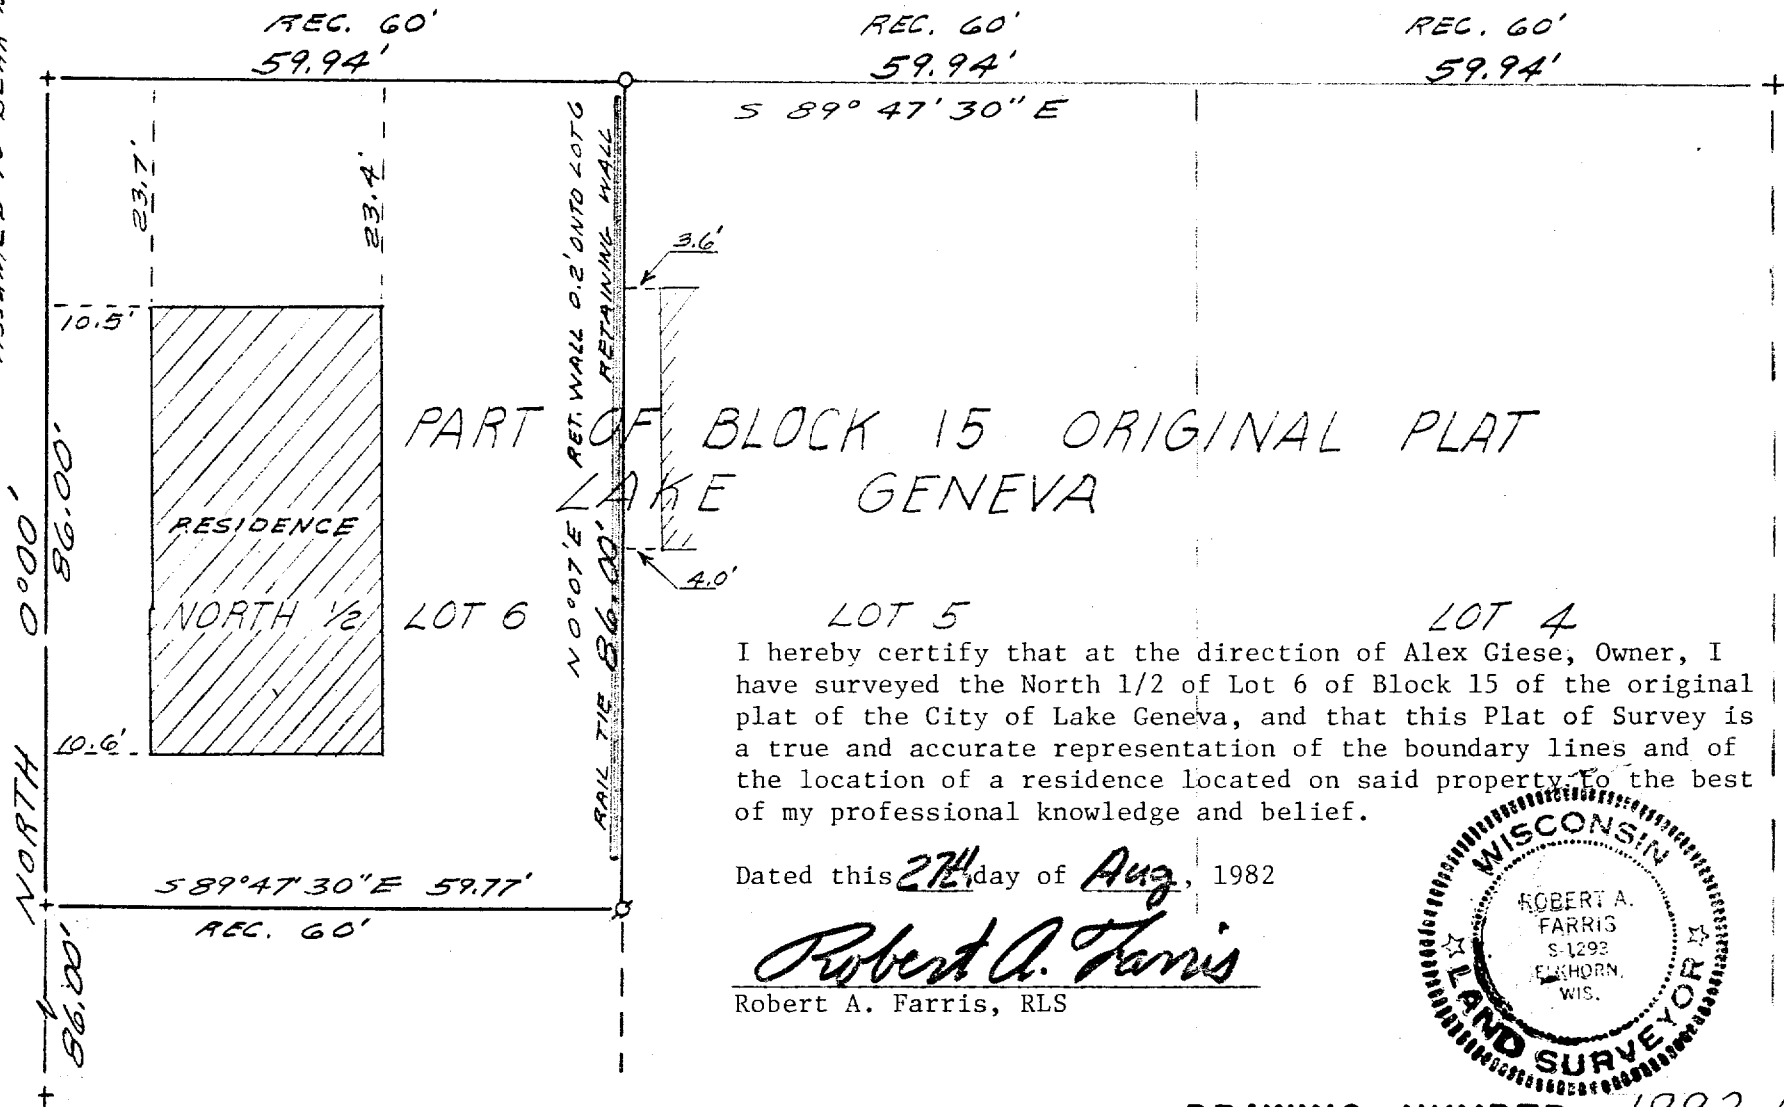 REC. 60'
59.94'
REC. 60'
59.94'
REC. 60'
59.94'
S 89° 47' 30" E
23.7'
23.4'
RET. WALL 0.2' ONTO LOT 6
RETAINING WALL
3.6'
10.5'
86.00'
NORTH 0°00'
PART OF BLOCK 15 ORIGINAL PLAT
LAKE GENEVA
RESIDENCE
N 0°07' E
86.00'
RAIL TIE
4.0'
NORTH 1/2 LOT 6
LOT 5
LOT 4
I hereby certify that at the direction of Alex Giese, Owner, I
have surveyed the North 1/2 of Lot 6 of Block 15 of the original
plat of the City of Lake Geneva, and that this Plat of Survey is
a true and accurate representation of the boundary lines and of
the location of a residence located on said property to the best
of my professional knowledge and belief.
10.6'
Dated this 27th day of Aug, 1982
S 89°47'30" E 59.77'
REC. 60'
86.00'
Robert A. Farris
Robert A. Farris, RLS
WISCONSIN
ROBERT A.
FARRIS
S-1293
ELKHORN,
WIS.
LAND SURVEYOR